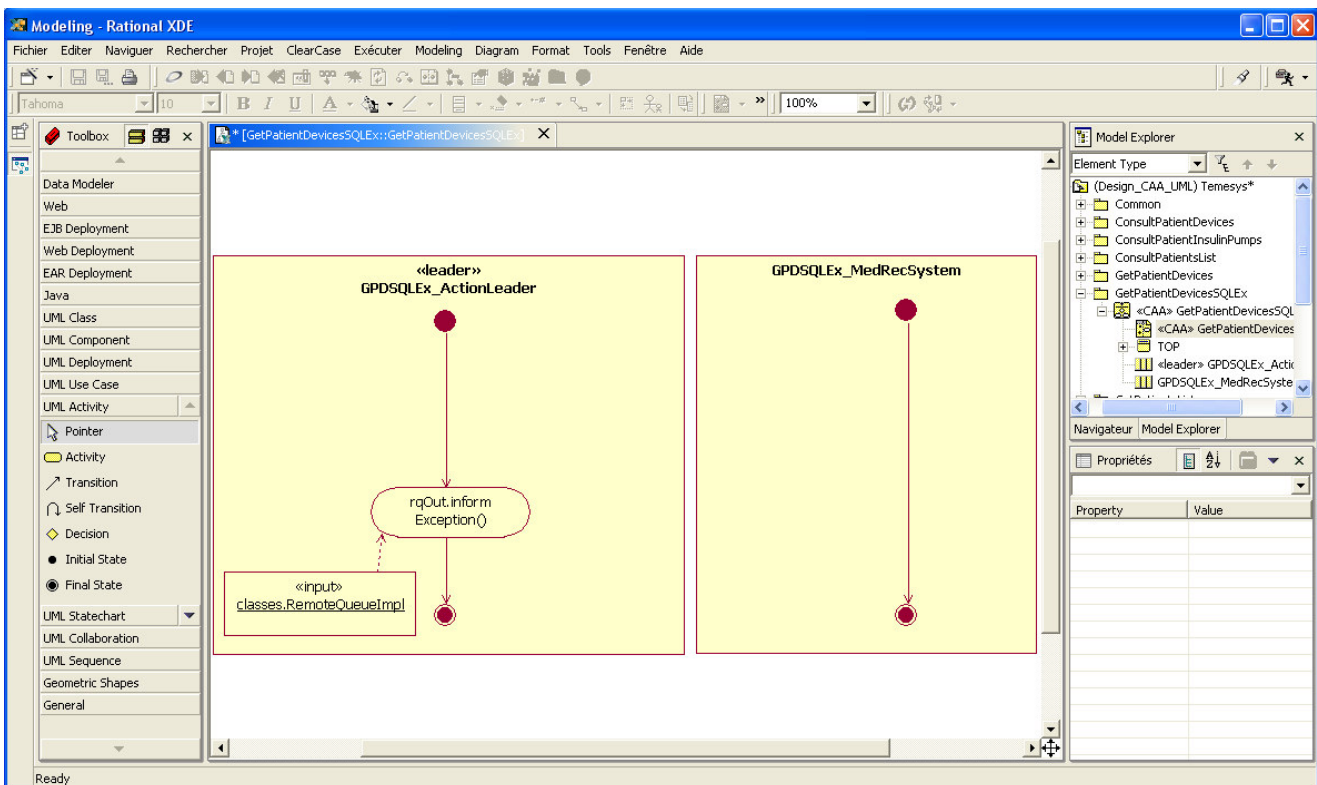 Modeling - Rational XDE
Fichier Editer Naviguer Rechercher Projet ClearCase Exécuter Modeling Diagram Format Tools Fenêtre Aide
Tahoma 10 B I U A » 100%
Toolbox
* [GetPatientDevicesSQLEx::GetPatientDevicesSQLEx]
Model Explorer
Element Type
Data Modeler
Web
EJB Deployment
Web Deployment
EAR Deployment
Java
UML Class
UML Component
UML Deployment
UML Use Case
UML Activity
Pointer
Activity
Transition
Self Transition
Decision
Initial State
Final State
UML Statechart
UML Collaboration
UML Sequence
Geometric Shapes
General
«leader»
GPDSQLEx_ActionLeader
rqOut.inform
Exception()
«input»
classes.RemoteQueueImpl
GPDSQLEx_MedRecSystem
(Design_CAA_UML) Temesys*
Common
ConsultPatientDevices
ConsultPatientInsulinPumps
ConsultPatientsList
GetPatientDevices
GetPatientDevicesSQLEx
«CAA» GetPatientDevicesSQL
«CAA» GetPatientDevices
TOP
«leader» GPDSQLEx_Actio
GPDSQLEx_MedRecSyste
Navigateur Model Explorer
Propriétés
Property Value
Ready